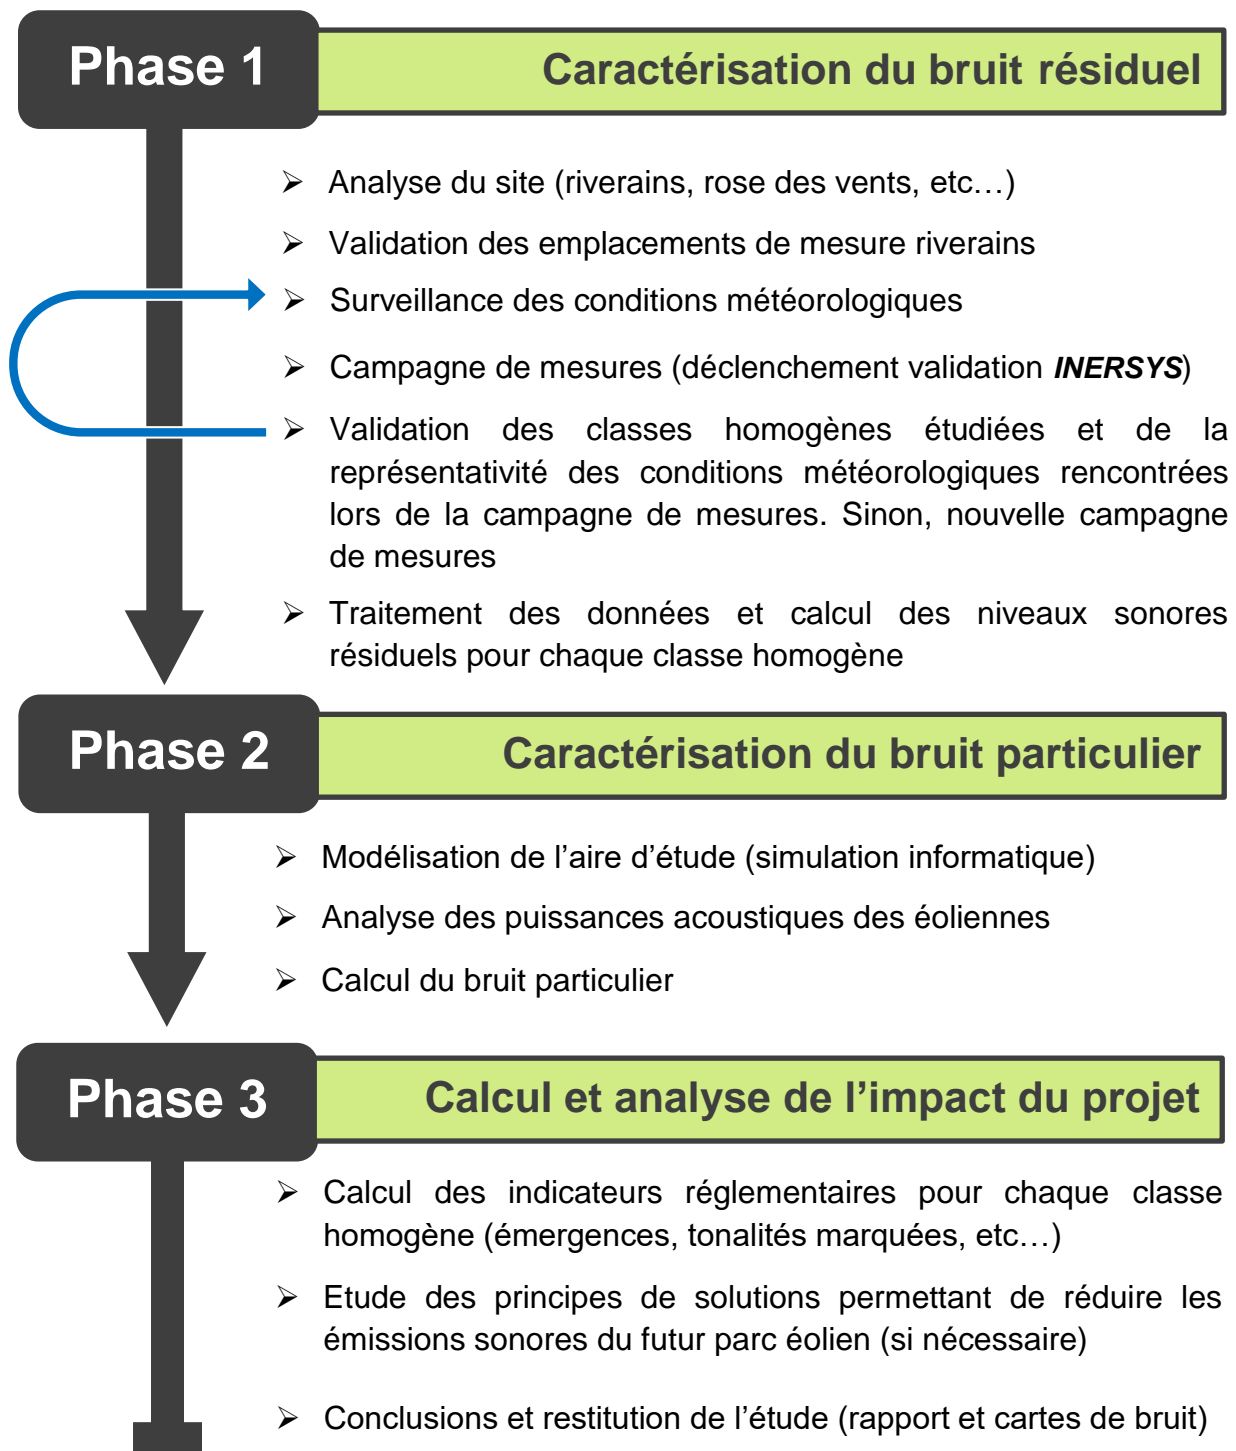 Phase 1
Caractérisation du bruit résiduel
➢ Analyse du site (riverains, rose des vents, etc…)
➢ Validation des emplacements de mesure riverains
➢ Surveillance des conditions météorologiques
➢ Campagne de mesures (déclenchement validation INERSYS)
➢ Validation des classes homogènes étudiées et de la
représentativité des conditions météorologiques rencontrées
lors de la campagne de mesures. Sinon, nouvelle campagne
de mesures
➢ Traitement des données et calcul des niveaux sonores
résiduels pour chaque classe homogène
Phase 2
Caractérisation du bruit particulier
➢ Modélisation de l’aire d’étude (simulation informatique)
➢ Analyse des puissances acoustiques des éoliennes
➢ Calcul du bruit particulier
Phase 3
Calcul et analyse de l’impact du projet
➢ Calcul des indicateurs réglementaires pour chaque classe
homogène (émergences, tonalités marquées, etc…)
➢ Etude des principes de solutions permettant de réduire les
émissions sonores du futur parc éolien (si nécessaire)
➢ Conclusions et restitution de l’étude (rapport et cartes de bruit)